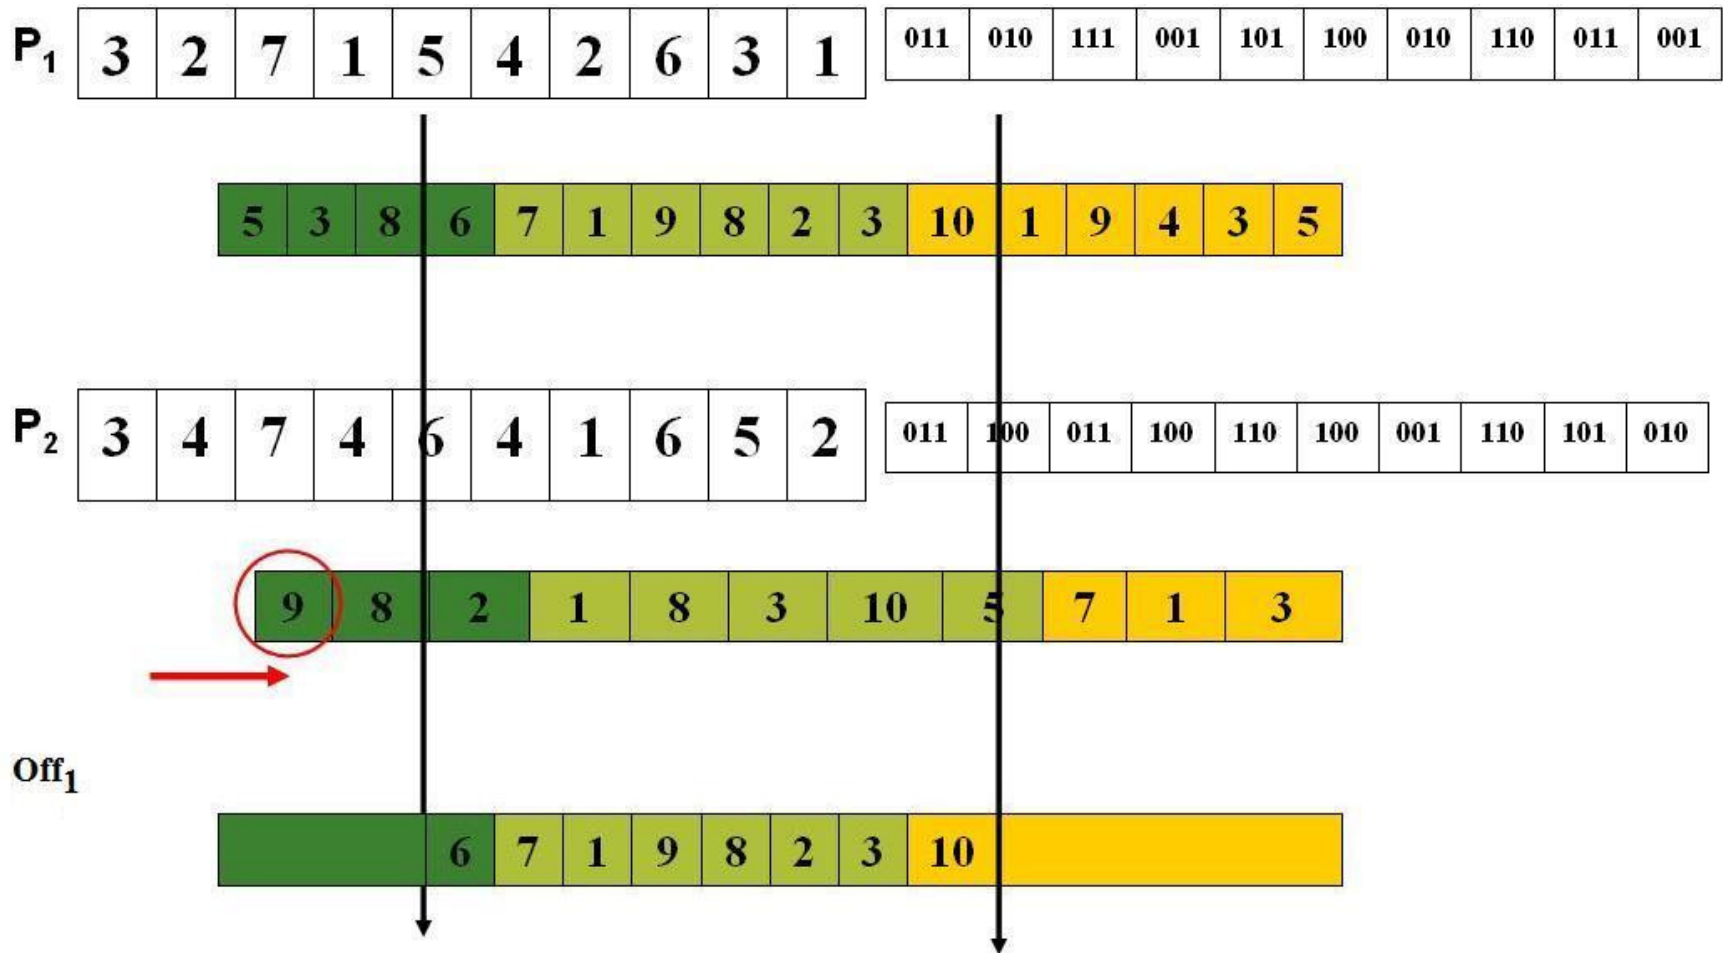 P1 3 2 7 1 5 4 2 6 3 1 011 010 111 001 101 100 010 110 011 001
5 3 8 6 7 1 9 8 2 3 10 1 9 4 3 5
P2 3 4 7 4 6 4 1 6 5 2 011 100 011 100 110 100 001 110 101 010
9 8 2 1 8 3 10 5 7 1 3
Off1
6 7 1 9 8 2 3 10